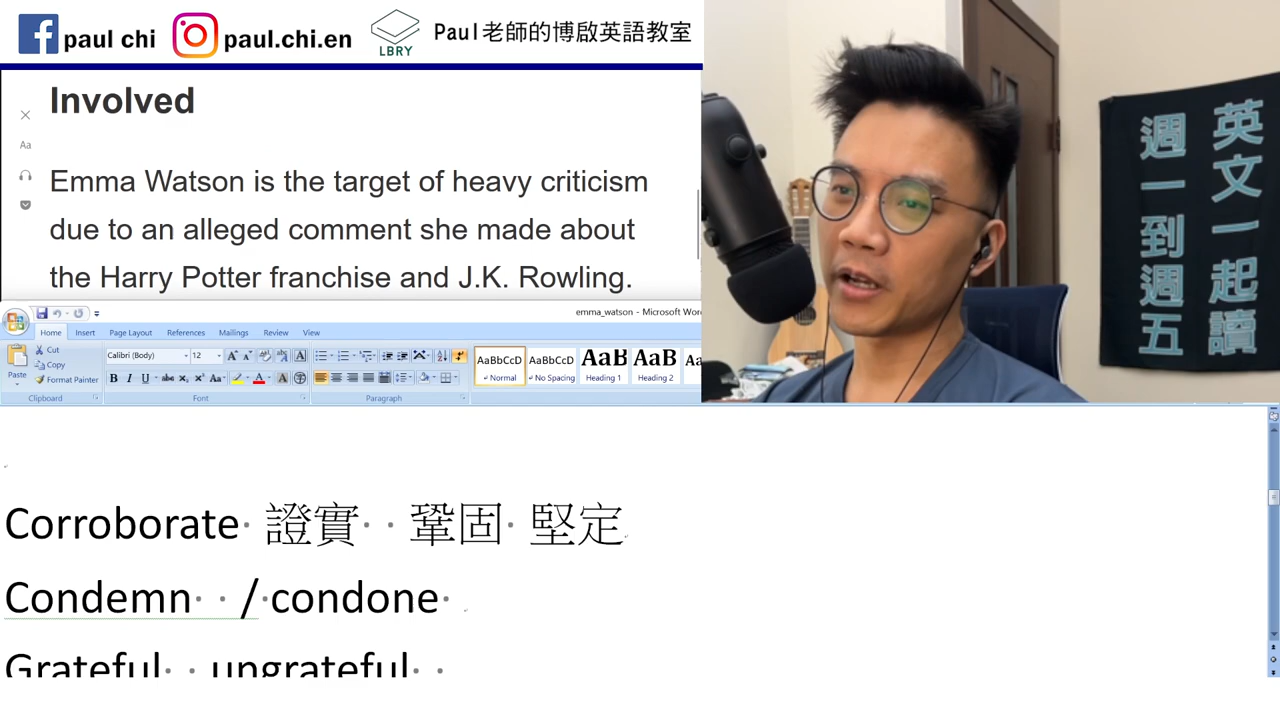 paul chi
paul.chi.en
LBRY
Paul老師的博啟英語教室
Involved
Aa
Emma Watson is the target of heavy criticism
due to an alleged comment she made about
the Harry Potter franchise and J.K. Rowling.
英文一起讀
週一到週五
emma_watson - Microsoft Wor
Home Insert Page Layout References Mailings Review View
Paste
Cut
Copy
Format Painter
Calibri (Body) 12
AaBbCcD AaBbCcD AaBb AaB
Normal No Spacing Heading 1 Heading 2
Clipboard Font Paragraph
Corroborate 證實 鞏固 堅定
Condemn / condone
Grateful ungrateful